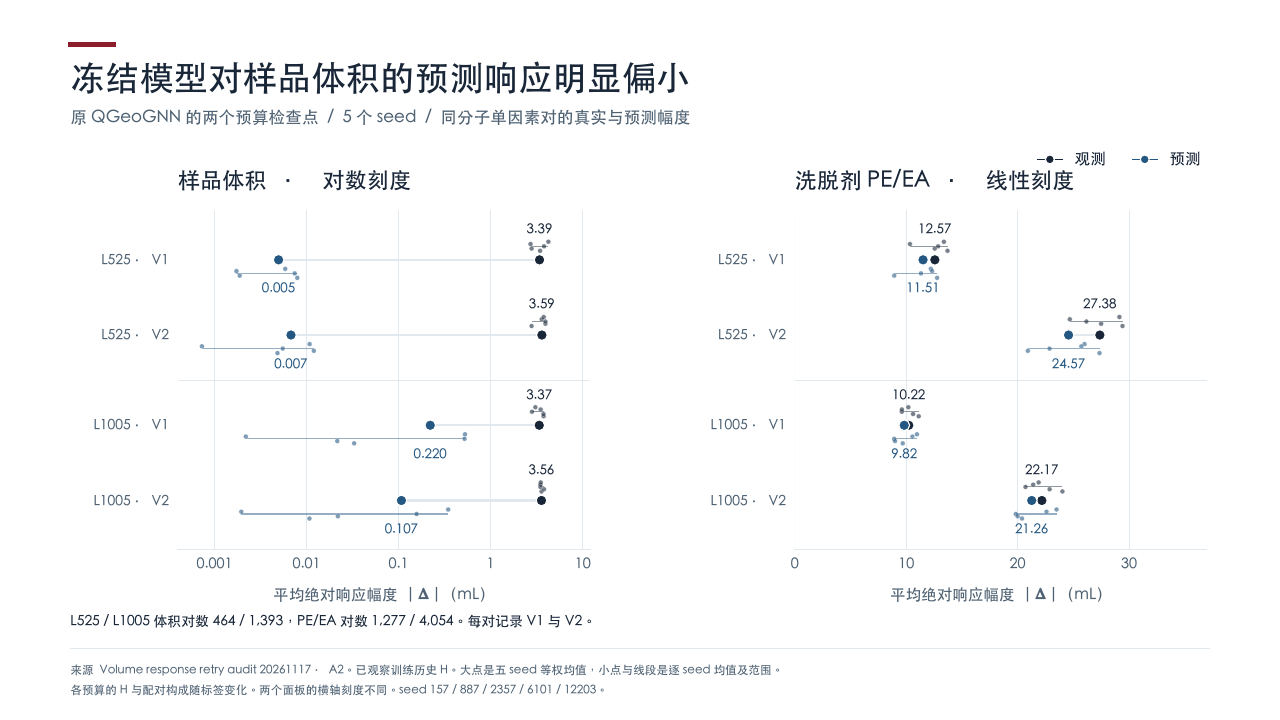 冻结模型对样品体积的预测响应明显偏小
原 QGeoGNN 的两个预算检查点 / 5 个 seed / 同分子单因素对的真实与预测幅度
观测 预测
样品体积 · 对数刻度
L525 · V1
3.39
0.005
L525 · V2
3.59
0.007
L1005 · V1
3.37
0.220
L1005 · V2
3.56
0.107
0.001 0.01 0.1 1 10
平均绝对响应幅度 |Δ| (mL)
洗脱剂 PE/EA · 线性刻度
L525 · V1
12.57
11.51
L525 · V2
27.38
24.57
L1005 · V1
10.22
9.82
L1005 · V2
22.17
21.26
0 10 20 30
平均绝对响应幅度 |Δ| (mL)
L525 / L1005 体积对数 464 / 1,393，PE/EA 对数 1,277 / 4,054。每对记录 V1 与 V2。
来源 Volume response retry audit 20261117 · A2。已观察训练历史 H。大点是五 seed 等权均值，小点与线段是逐 seed 均值及范围。
各预算的 H 与配对构成随标签变化。两个面板的横轴刻度不同。seed 157 / 887 / 2357 / 6101 / 12203。